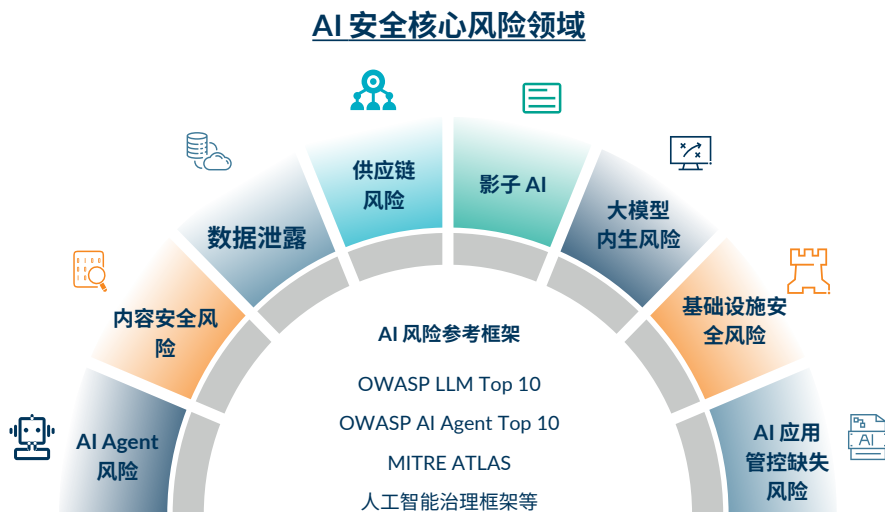 AI 安全核心风险领域
供应链
风险
影子 AI
数据泄露
大模型
内生风险
内容安全风
险
基础设施安
全风险
AI Agent
风险
AI 应用
管控缺失
风险
AI
AI 风险参考框架
OWASP LLM Top 10
OWASP AI Agent Top 10
MITRE ATLAS
人工智能治理框架等